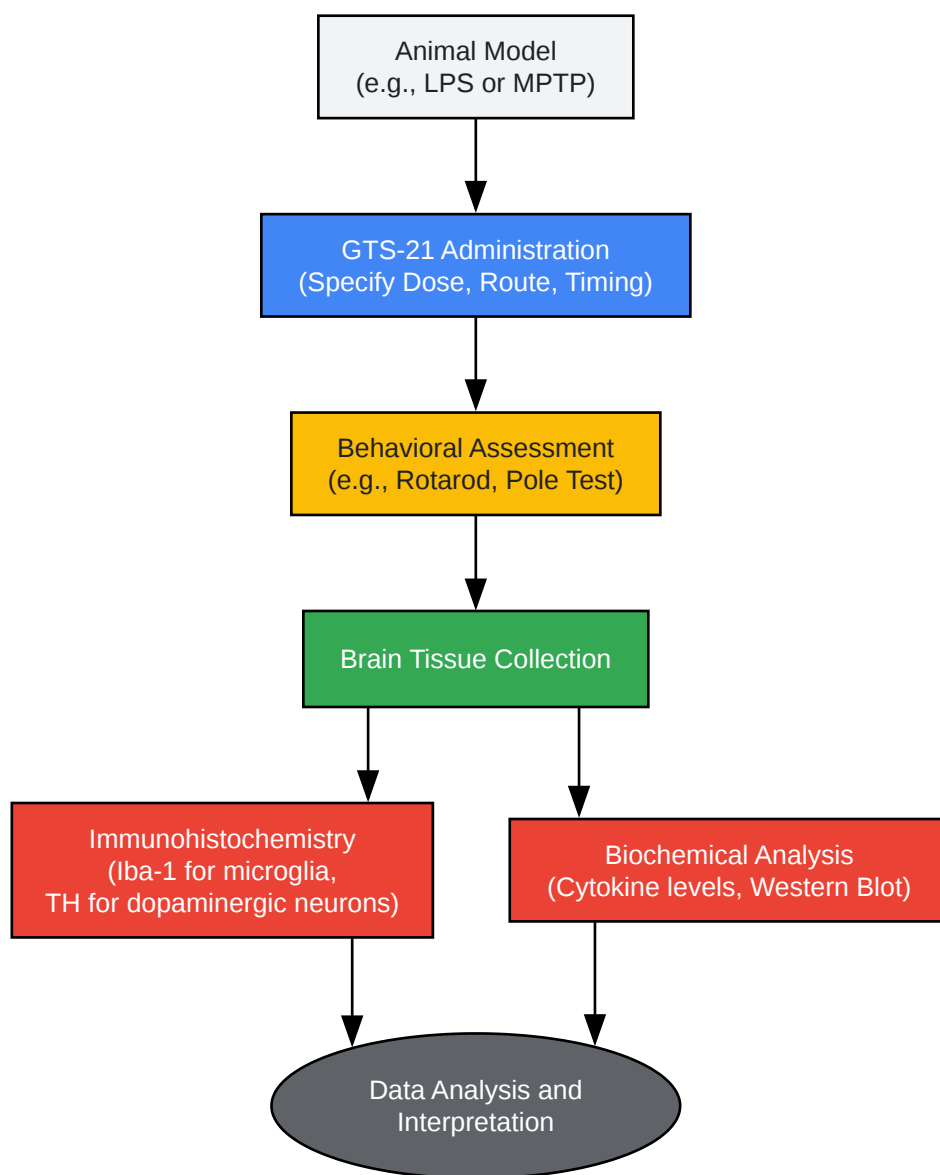 Animal Model
(e.g., LPS or MPTP)
GTS-21 Administration
(Specify Dose, Route, Timing)
Behavioral Assessment
(e.g., Rotarod, Pole Test)
Brain Tissue Collection
Immunohistochemistry
(Iba-1 for microglia,
TH for dopaminergic neurons)
Biochemical Analysis
(Cytokine levels, Western Blot)
Data Analysis and
Interpretation